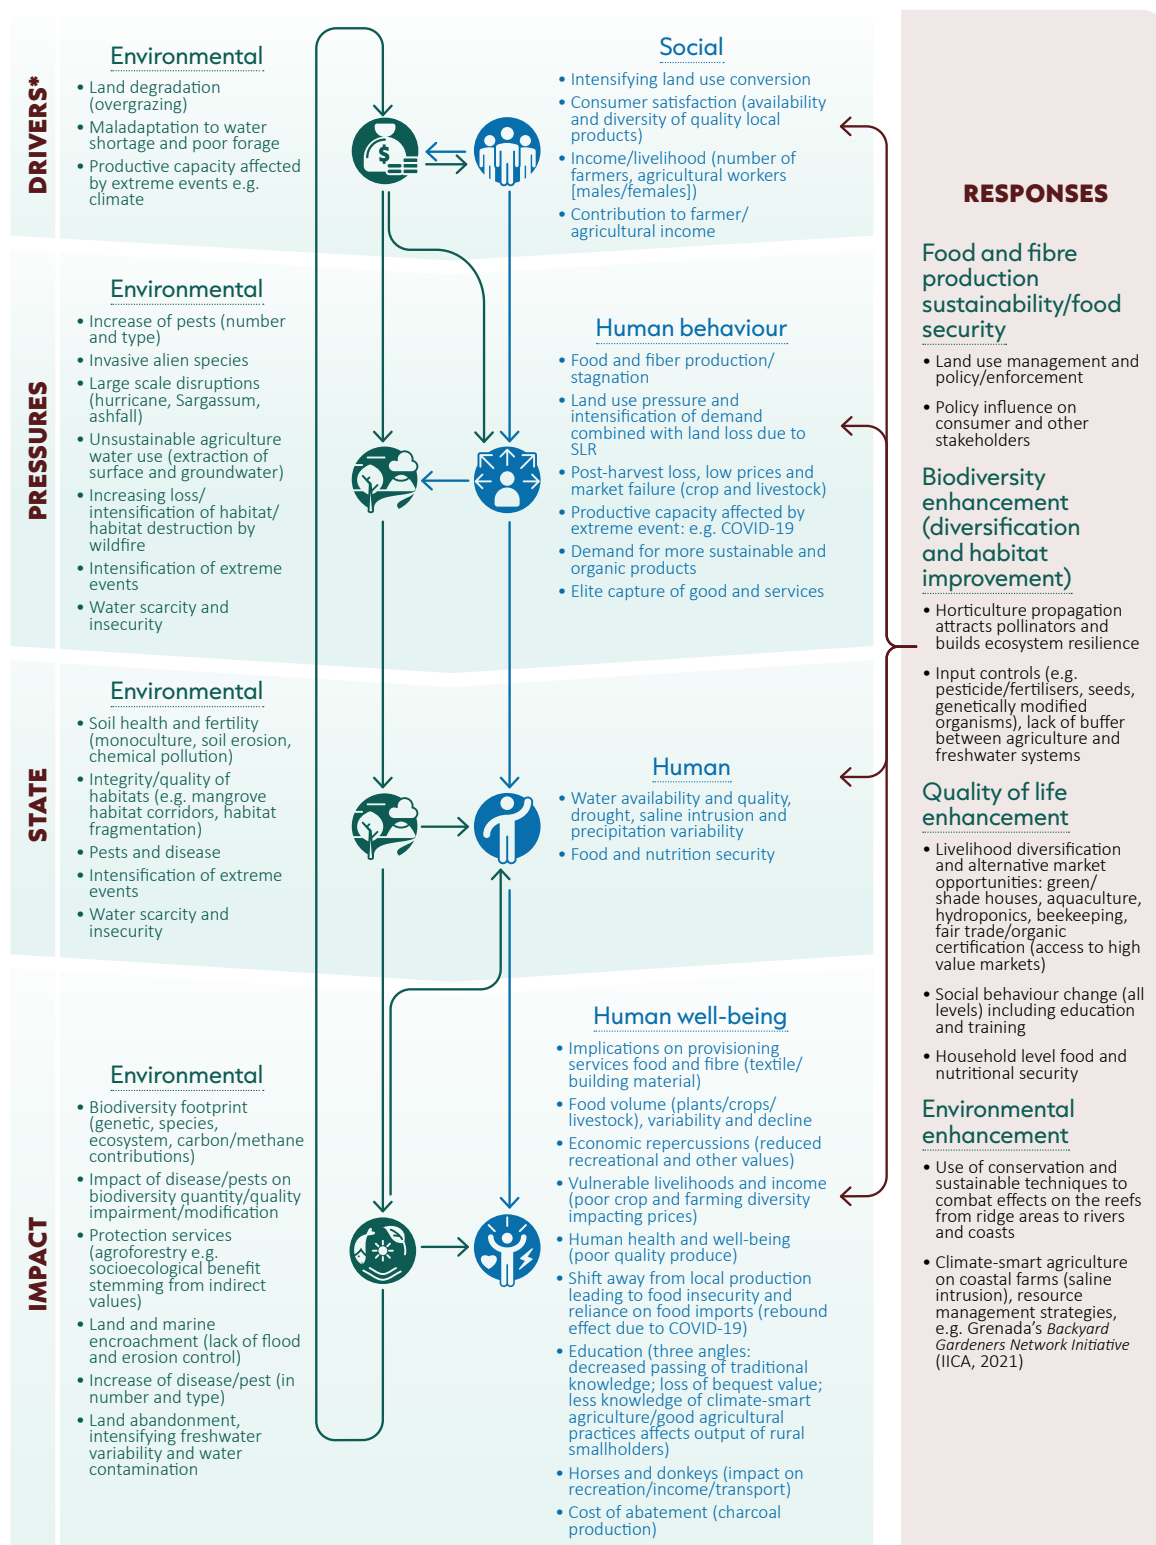 DRIVERS*
Environmental
• Land degradation
(overgrazing)
• Maladaptation to water
shortage and poor forage
• Productive capacity affected
by extreme events e.g.
climate
$
Social
• Intensifying land use conversion
• Consumer satisfaction (availability
and diversity of quality local
products)
• Income/livelihood (number of
farmers, agricultural workers
[males/females])
• Contribution to farmer/
agricultural income
PRESSURES
Environmental
• Increase of pests (number
and type)
• Invasive alien species
• Large scale disruptions
(hurricane, Sargassum,
ashfall)
• Unsustainable agriculture
water use (extraction of
surface and groundwater)
• Increasing loss/
intensification of habitat/
habitat destruction by
wildfire
• Intensification of extreme
events
• Water scarcity and
insecurity
Human behaviour
• Food and fiber production/
stagnation
• Land use pressure and
intensification of demand
combined with land loss due to
SLR
• Post-harvest loss, low prices and
market failure (crop and livestock)
• Productive capacity affected by
extreme event: e.g. COVID-19
• Demand for more sustainable and
organic products
• Elite capture of good and services
STATE
Environmental
• Soil health and fertility
(monoculture, soil erosion,
chemical pollution)
• Integrity/quality of
habitats (e.g. mangrove
habitat corridors, habitat
fragmentation)
• Pests and disease
• Intensification of extreme
events
• Water scarcity and
insecurity
Human
• Water availability and quality,
drought, saline intrusion and
precipitation variability
• Food and nutrition security
IMPACT
Environmental
• Biodiversity footprint
(genetic, species,
ecosystem, carbon/methane
contributions)
• Impact of disease/pests on
biodiversity quantity/quality
impairment/modification
• Protection services
(agroforestry e.g.
socioecological benefit
stemming from indirect
values)
• Land and marine
encroachment (lack of flood
and erosion control)
• Increase of disease/pest (in
number and type)
• Land abandonment,
intensifying freshwater
variability and water
contamination
Human well-being
• Implications on provisioning
services food and fibre (textile/
building material)
• Food volume (plants/crops/
livestock), variability and decline
• Economic repercussions (reduced
recreational and other values)
• Vulnerable livelihoods and income
(poor crop and farming diversity
impacting prices)
• Human health and well-being
(poor quality produce)
• Shift away from local production
leading to food insecurity and
reliance on food imports (rebound
effect due to COVID-19)
• Education (three angles:
decreased passing of traditional
knowledge; loss of bequest value;
less knowledge of climate-smart
agriculture/good agricultural
practices affects output of rural
smallholders)
• Horses and donkeys (impact on
recreation/income/transport)
• Cost of abatement (charcoal
production)
RESPONSES
Food and fibre
production
sustainability/food
security
• Land use management and
policy/enforcement
• Policy influence on
consumer and other
stakeholders
Biodiversity
enhancement
(diversification
and habitat
improvement)
• Horticulture propagation
attracts pollinators and
builds ecosystem resilience
• Input controls (e.g.
pesticide/fertilisers, seeds,
genetically modified
organisms), lack of buffer
between agriculture and
freshwater systems
Quality of life
enhancement
• Livelihood diversification
and alternative market
opportunities: green/
shade houses, aquaculture,
hydroponics, beekeeping,
fair trade/organic
certification (access to high
value markets)
• Social behaviour change (all
levels) including education
and training
• Household level food and
nutritional security
Environmental
enhancement
• Use of conservation and
sustainable techniques to
combat effects on the reefs
from ridge areas to rivers
and coasts
• Climate-smart agriculture
on coastal farms (saline
intrusion), resource
management strategies,
e.g. Grenada’s Backyard
Gardeners Network Initiative
(IICA, 2021)